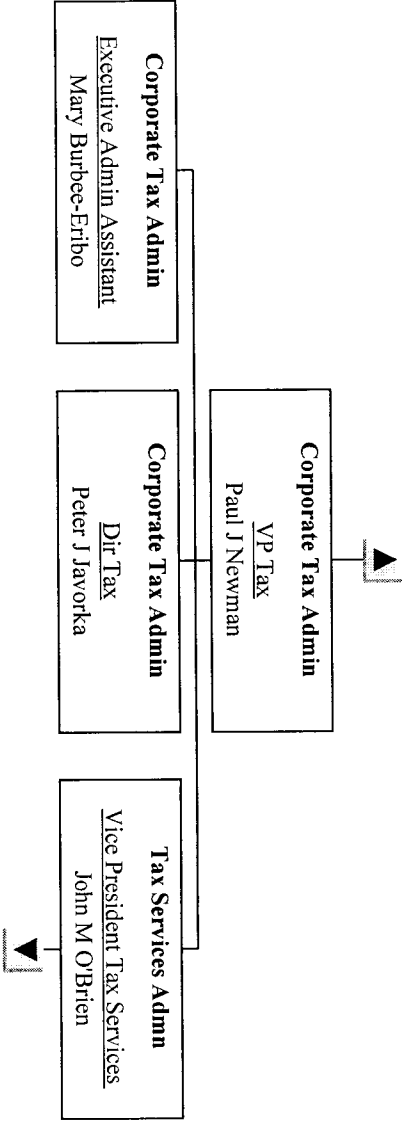 Corporate Tax Admin
VP Tax
Paul J Newman
Corporate Tax Admin
Executive Admin Assistant
Mary Burbee-Eribo
Corporate Tax Admin
Dir Tax
Peter J Javorka
Tax Services Admn
Vice President Tax Services
John M O'Brien